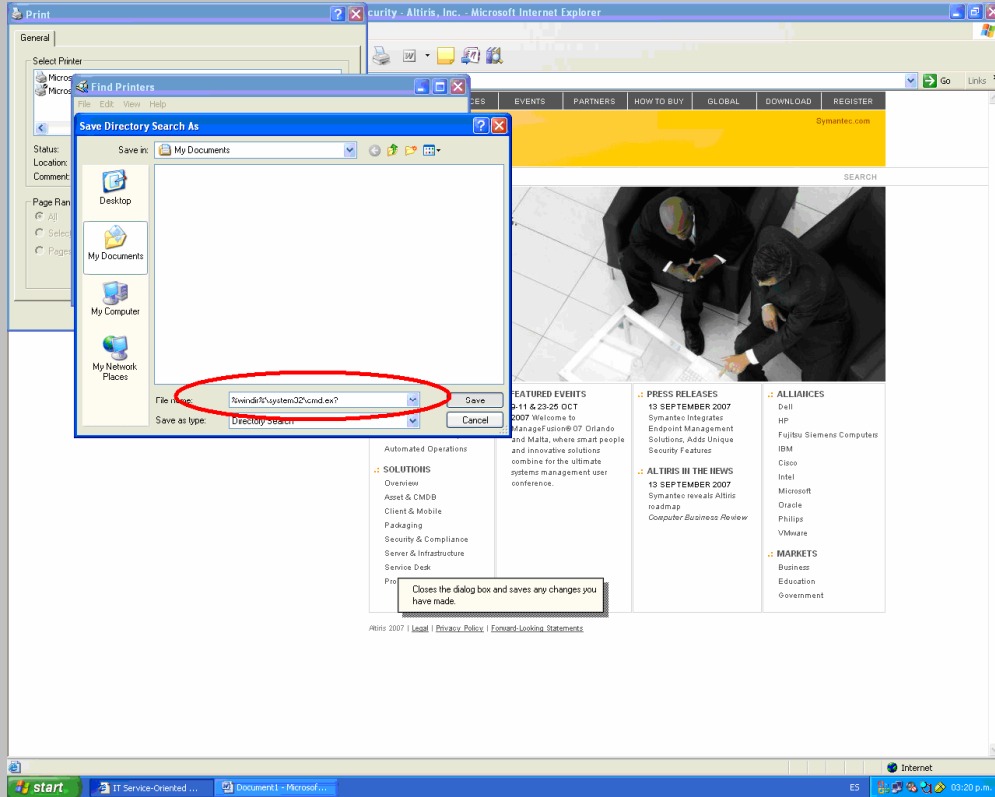 Print
curity - Altiris, Inc. - Microsoft Internet Explorer
General
Select Printer
Micros
Micros
Status:
Location:
Comment:
Page Ran
All
Selec
Pages
Find Printers
File Edit View Help
Save Directory Search As
Save in: My Documents
Desktop
My Documents
My Computer
My Network
Places
File name: %windir%\system32\cmd.ex?
Save
Save as type: Directory Search
Cancel
Go Links
CES EVENTS PARTNERS HOW TO BUY GLOBAL DOWNLOAD REGISTER
Symantec.com
SEARCH
Automated Operations
.: SOLUTIONS
Overview
Asset & CMDB
Client & Mobile
Packaging
Security & Compliance
Server & Infrastructure
Service Desk
Pro
FEATURED EVENTS
9-11 & 23-25 OCT
2007 Welcome to
ManageFusion® 07 Orlando
and Malta, where smart people
and innovative solutions
combine for the ultimate
systems management user
conference.
.: PRESS RELEASES
13 SEPTEMBER 2007
Symantec Integrates
Endpoint Management
Solutions, Adds Unique
Security Features
.: ALTIRIS IN THE NEWS
13 SEPTEMBER 2007
Symantec reveals Altiris
roadmap
Computer Business Review
.: ALLIANCES
Dell
HP
Fujitsu Siemens Computers
IBM
Cisco
Intel
Microsoft
Oracle
Philips
VMware
.: MARKETS
Business
Education
Government
Closes the dialog box and saves any changes you
have made.
Altiris 2007 | Legal | Privacy Policy | Forward-Looking Statements
Internet
start
IT Service-Oriented ...
Document1 - Microsof...
ES
03:20 p.m.